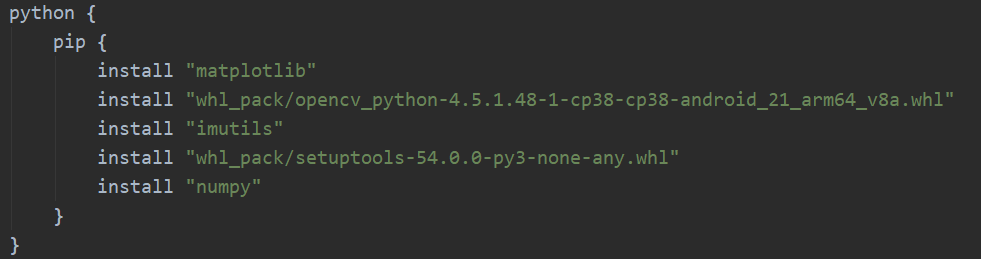 python {
    pip {
        install "matplotlib"
        install "whl_pack/opencv_python-4.5.1.48-1-cp38-cp38-android_21_arm64_v8a.whl"
        install "imutils"
        install "whl_pack/setuptools-54.0.0-py3-none-any.whl"
        install "numpy"
    }
}